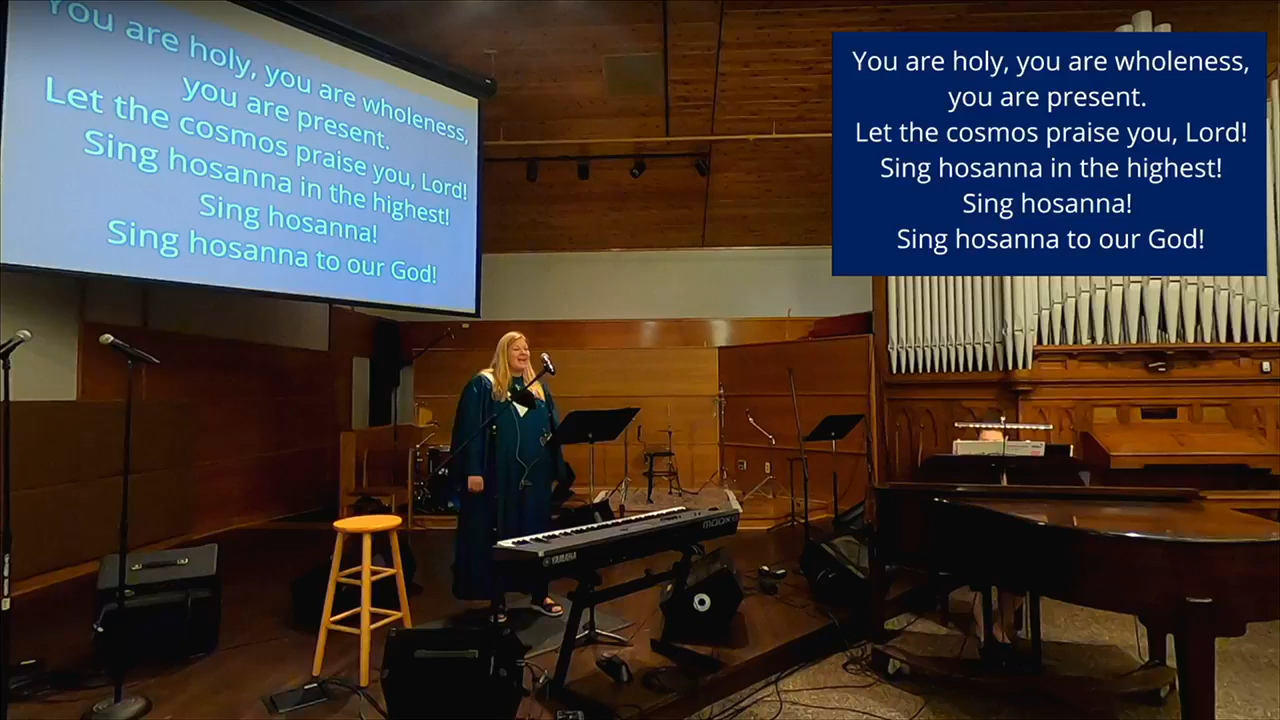 You are holy, you are wholeness,
you are present.
Let the cosmos praise you, Lord!
Sing hosanna in the highest!
Sing hosanna!
Sing hosanna to our God!
You are holy, you are wholeness,
you are present.
Let the cosmos praise you, Lord!
Sing hosanna in the highest!
Sing hosanna!
Sing hosanna to our God!
YAMAHA